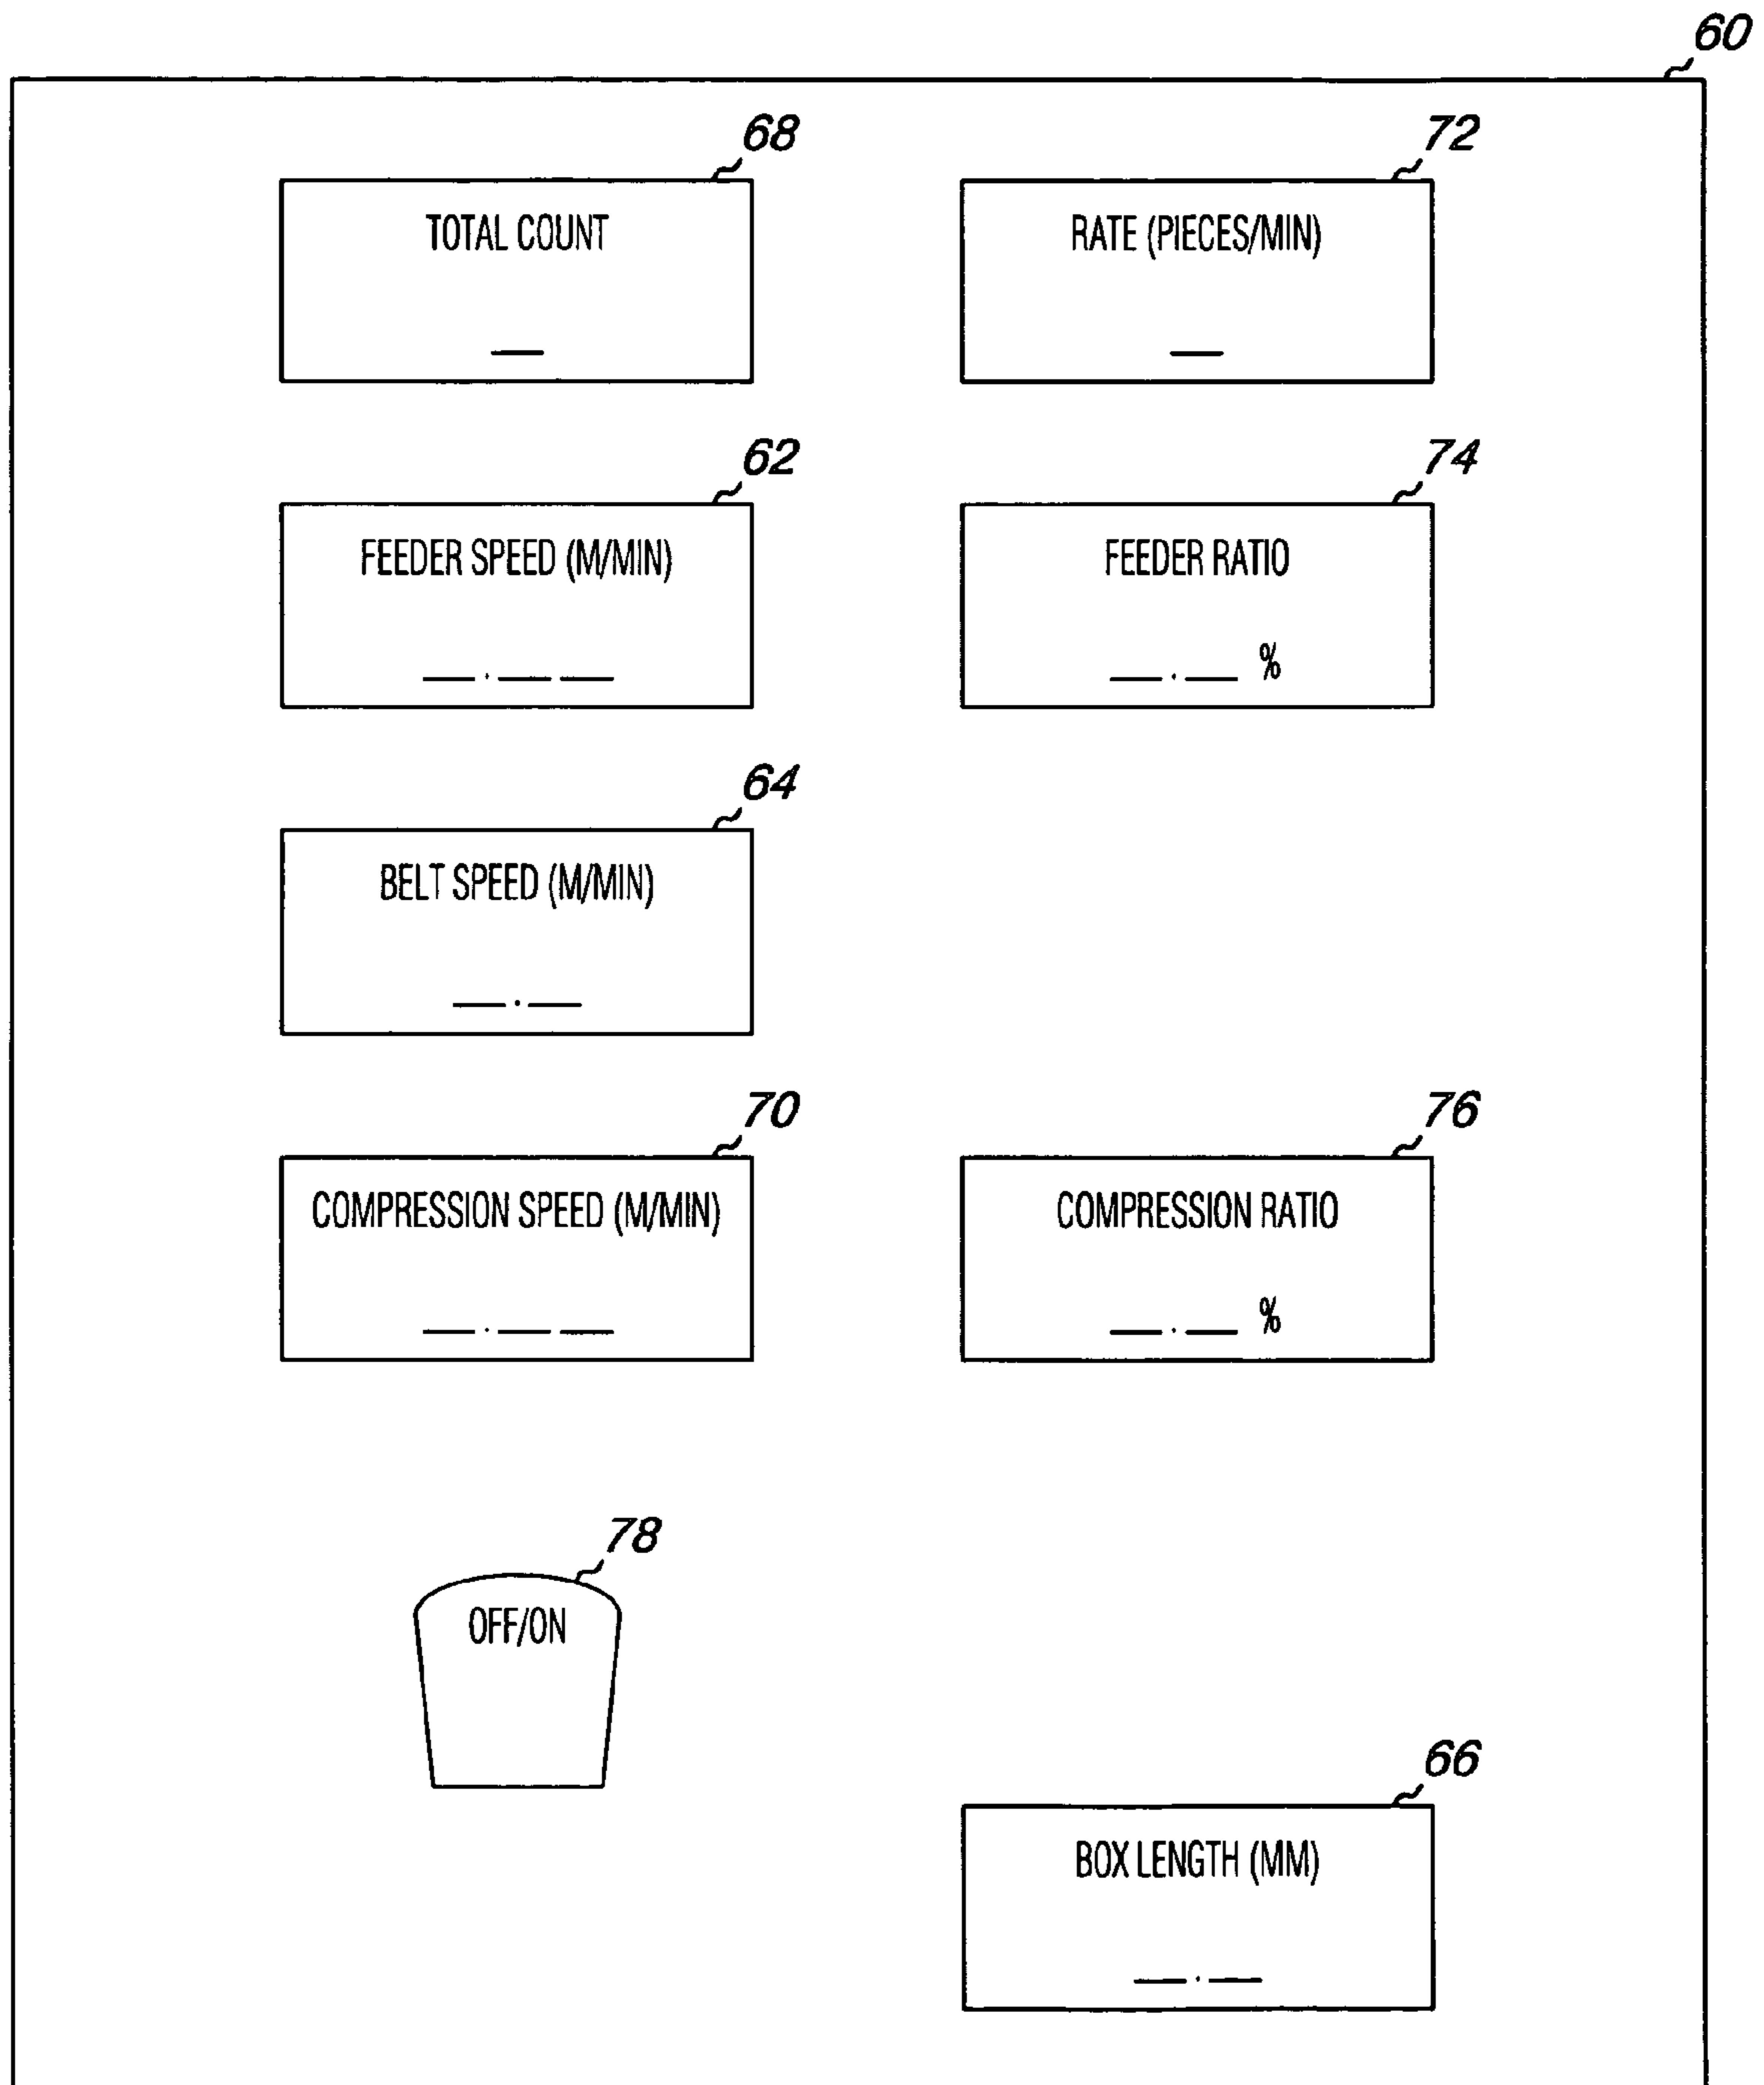 60
68
72
TOTAL COUNT
RATE (PIECES/MIN)
62
74
FEEDER SPEED (M/MIN)
FEEDER RATIO
%
64
BELT SPEED (M/MIN)
70
76
COMPRESSION SPEED (M/MIN)
COMPRESSION RATIO
%
78
OFF/ON
66
BOX LENGTH (MM)